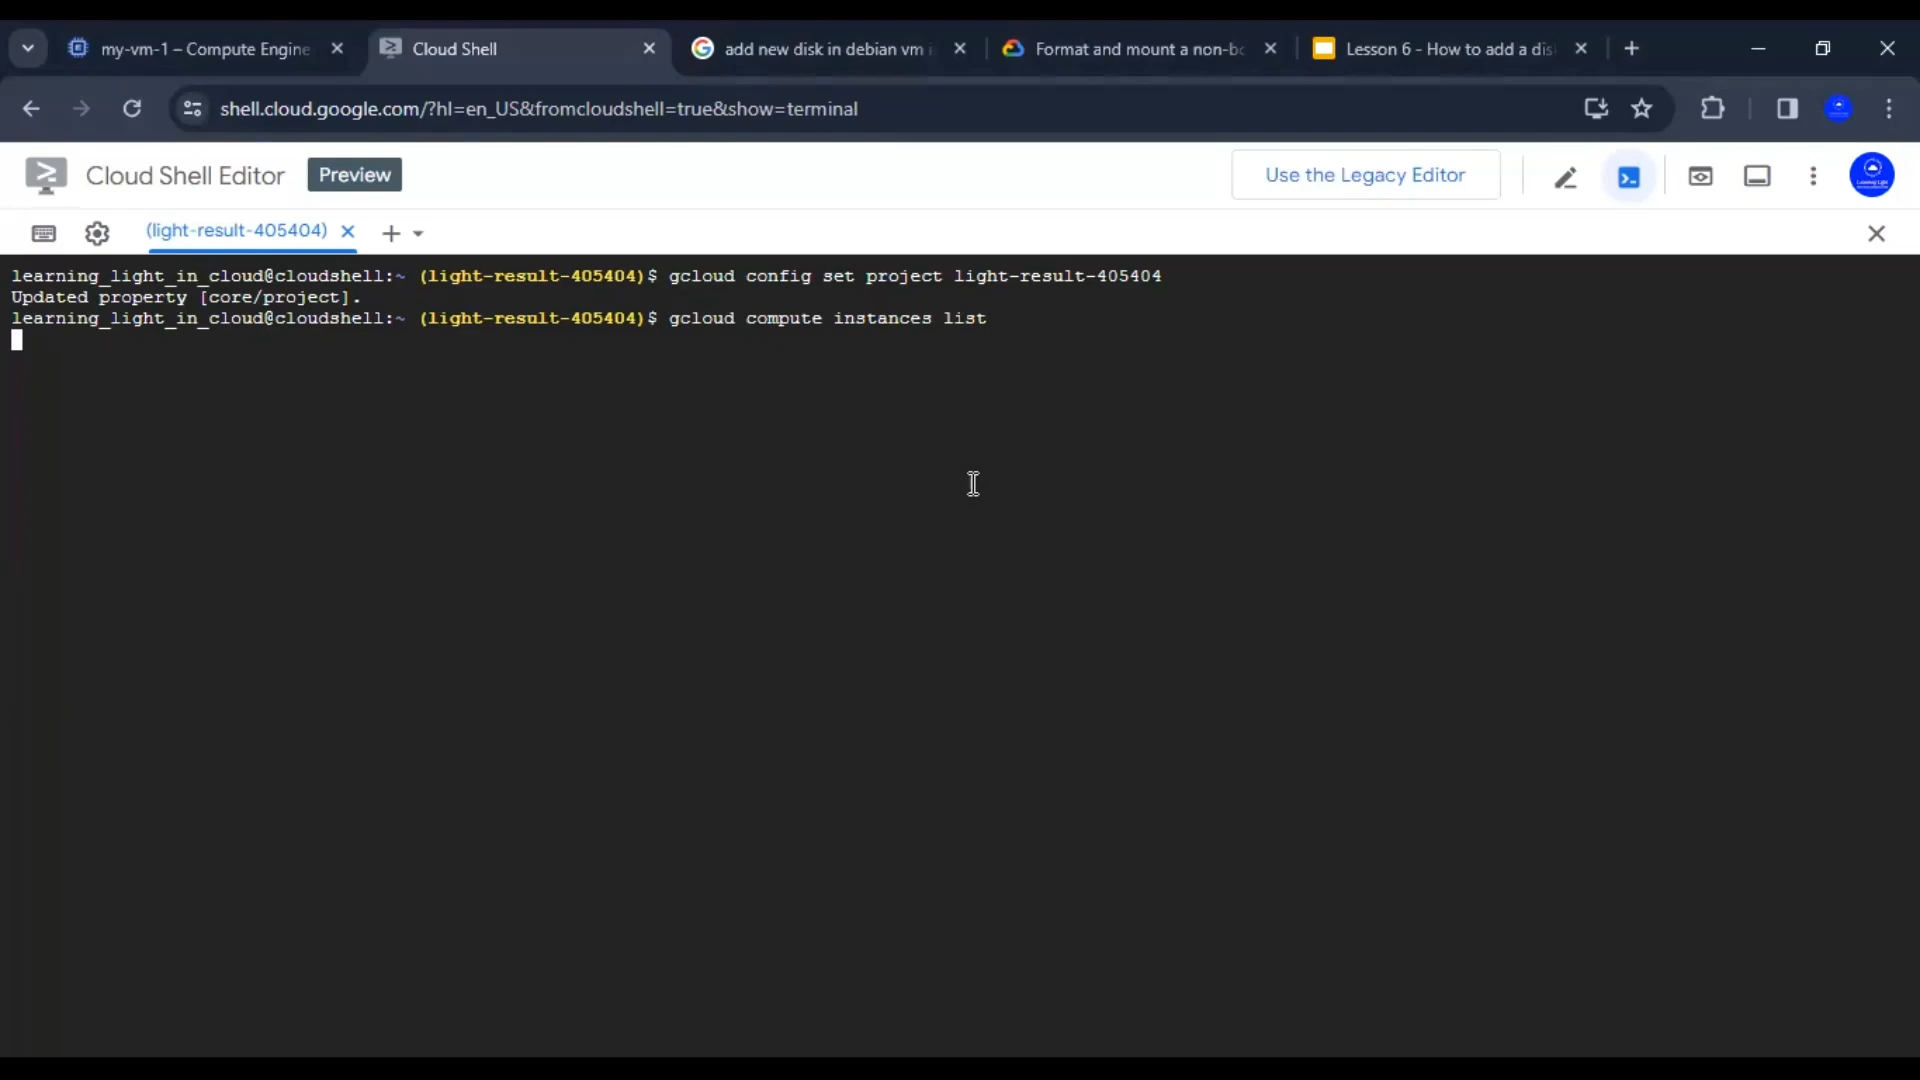 my-vm-1 – Compute Engine
Cloud Shell
add new disk in debian vm i
Format and mount a non-bo
Lesson 6 - How to add a dis
shell.cloud.google.com/?hl=en_US&fromcloudshell=true&show=terminal
Cloud Shell Editor
Preview
Use the Legacy Editor
(light-result-405404)
learning_light_in_cloud@cloudshell:~ (light-result-405404)$ gcloud config set project light-result-405404
Updated property [core/project].
learning_light_in_cloud@cloudshell:~ (light-result-405404)$ gcloud compute instances list